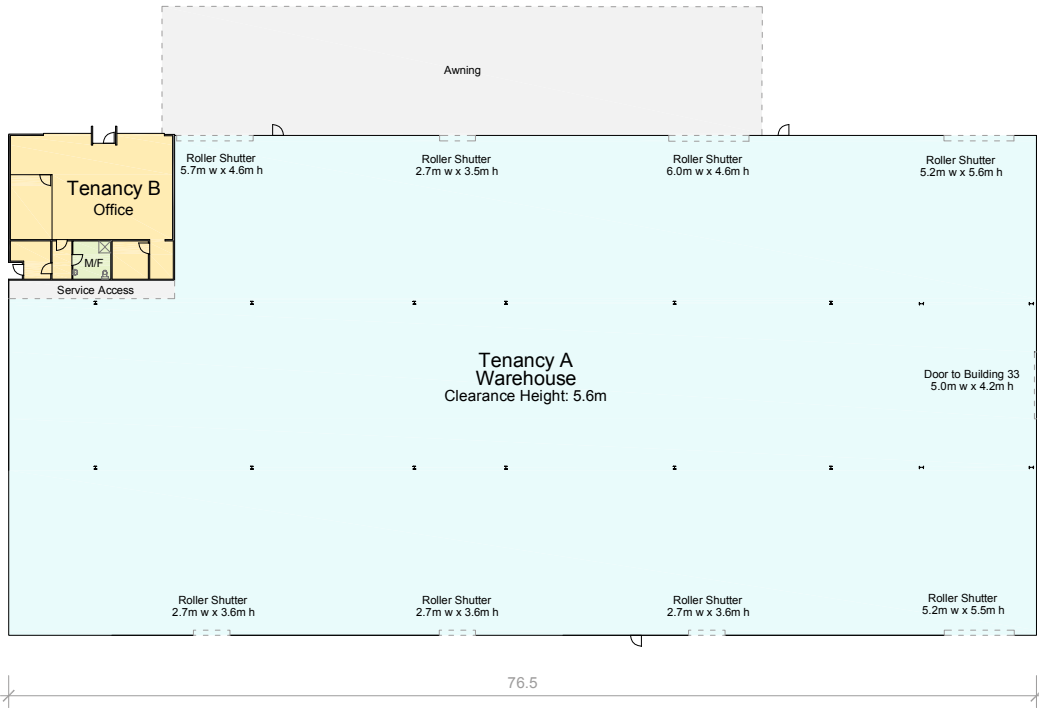 Awning
Roller Shutter
5.7m w x 4.6m h
Roller Shutter
2.7m w x 3.5m h
Roller Shutter
6.0m w x 4.6m h
Roller Shutter
5.2m w x 5.6m h
Tenancy B
Office
M/F
Service Access
Tenancy A
Warehouse
Clearance Height: 5.6m
Door to Building 33
5.0m w x 4.2m h
Roller Shutter
2.7m w x 3.6m h
Roller Shutter
2.7m w x 3.6m h
Roller Shutter
2.7m w x 3.6m h
Roller Shutter
5.2m w x 5.5m h
76.5